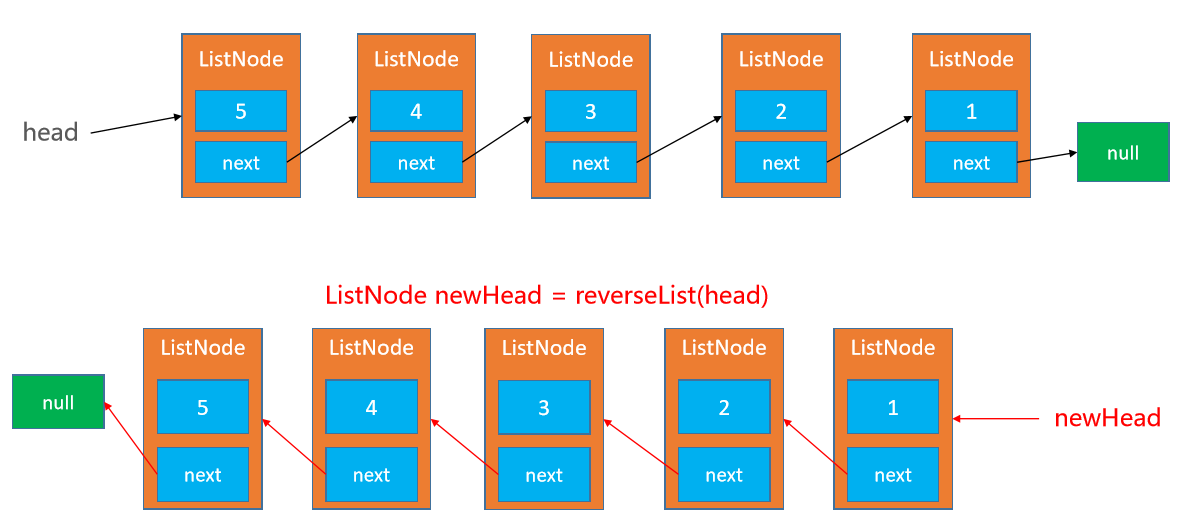 ListNode ListNode ListNode ListNode ListNode
5 4 3 2 1
head
next next next next next
null
ListNode newHead = reverseList(head)
ListNode ListNode ListNode ListNode ListNode
null
5 4 3 2 1
newHead
next next next next next